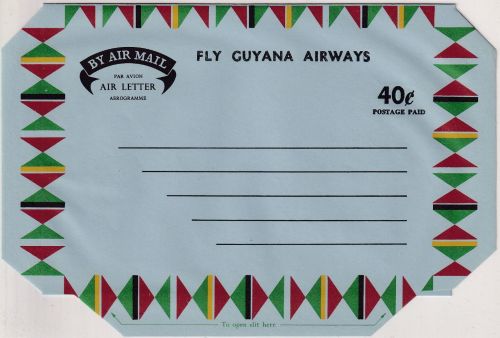 BY AIR MAIL
PAR AVION
AIR LETTER
AEROGRAMME
FLY GUYANA AIRWAYS
40¢
POSTAGE PAID
To open slit here